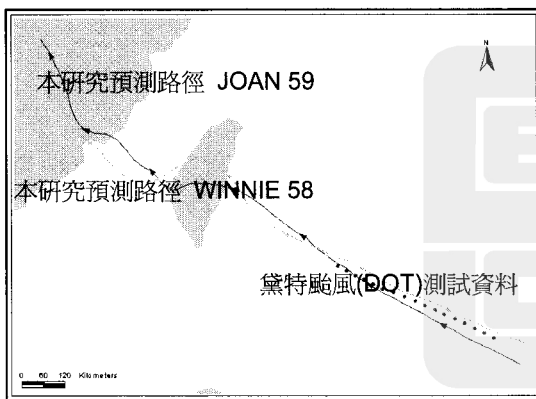 N
本研究預測路徑 JOAN 59
本研究預測路徑 WINNIE 58
黛特颱風(DOT)測試資料
0 60 120 Kilometers